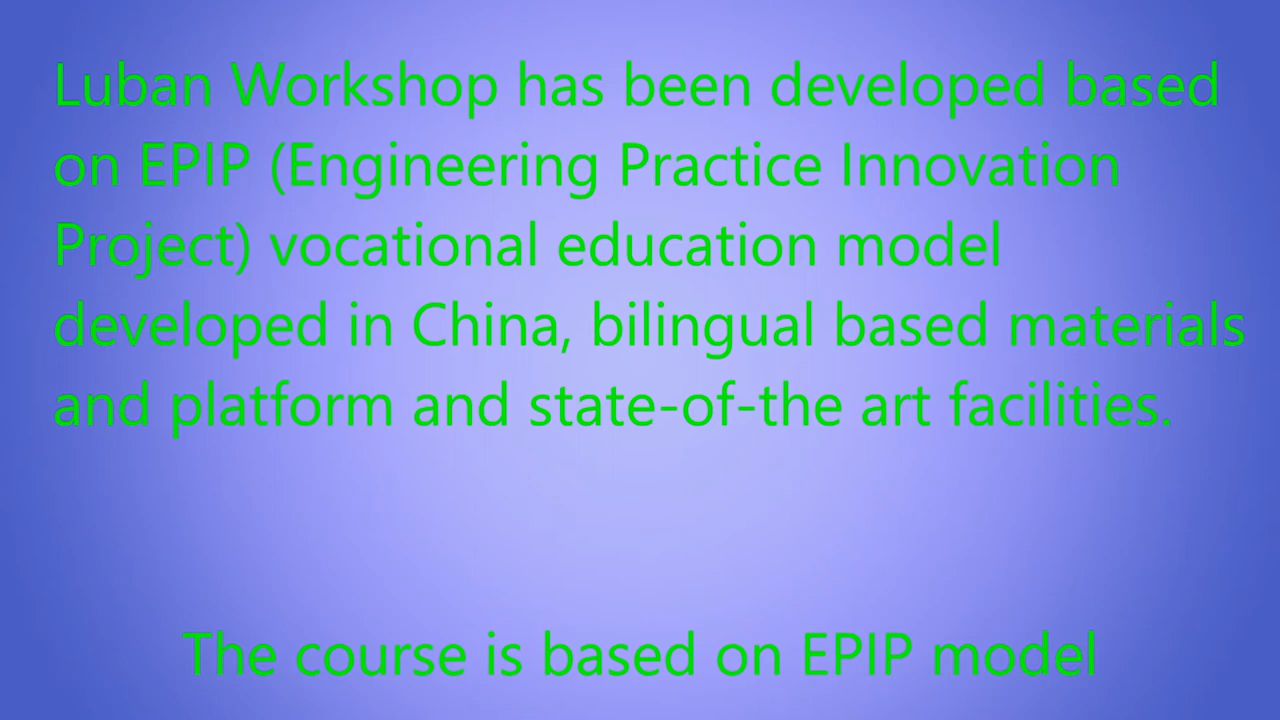 Luban Workshop has been developed based
on EPIP (Engineering Practice Innovation
Project) vocational education model
developed in China, bilingual based materials
and platform and state-of-the art facilities.
The course is based on EPIP model